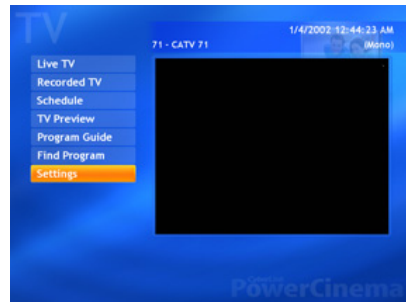 TV
1/4/2002 12:44:23 AM
71 - CATV 71
(Mono)
Live TV
Recorded TV
Schedule
TV Preview
Program Guide
Find Program
Settings
CyberLink
PowerCinema